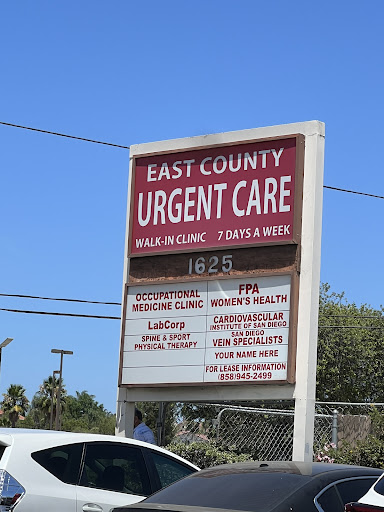 EAST COUNTY
URGENT CARE
WALK-IN CLINIC 7 DAYS A WEEK
1625
OCCUPATIONAL
MEDICINE CLINIC
LabCorp
SPINE & SPORT
PHYSICAL THERAPY
FPA
WOMEN'S HEALTH
CARDIOVASCULAR
INSTITUTE OF SAN DIEGO
SAN DIEGO
VEIN SPECIALISTS
YOUR NAME HERE
FOR LEASE INFORMATION
(858)945-2499